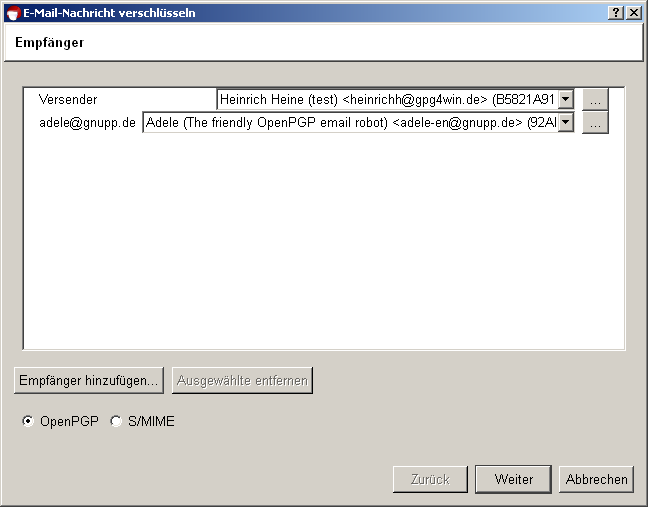 E-Mail-Nachricht verschlüsseln
Empfänger
Versender Heinrich Heine (test) <heinrichh@gpg4win.de> (B5821A91 ...
adele@gnupp.de Adele (The friendly OpenPGP email robot) <adele-en@gnupp.de> (92A ...
Empfänger hinzufügen... Ausgewählte entfernen
OpenPGP S/MIME
Zurück Weiter Abbrechen